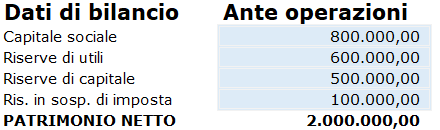 Dati di bilancio Ante operazioni
Capitale sociale 800.000,00
Riserve di utili 600.000,00
Riserve di capitale 500.000,00
Ris. in sosp. di imposta 100.000,00
PATRIMONIO NETTO 2.000.000,00